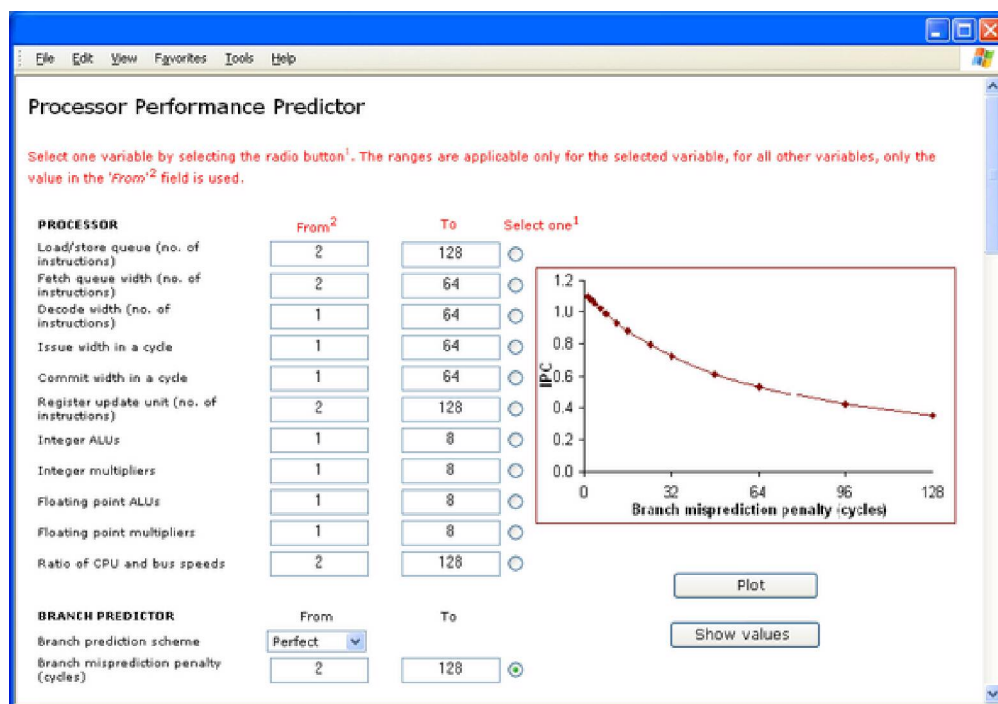 File Edit View Favorites Tools Help
Processor Performance Predictor
Select one variable by selecting the radio button1. The ranges are applicable only for the selected variable, for all other variables, only the
value in the 'From'2 field is used.
PROCESSOR From2 To Select one1
Load/store queue (no. of
instructions) 2 128
Fetch queue width (no. of
instructions) 2 64
Decode width (no. of
instructions) 1 64
Issue width in a cycle 1 64
Commit width in a cycle 1 64
Register update unit (no. of
instructions) 2 128
Integer ALUs 1 8
Integer multipliers 1 8
Floating point ALUs 1 8
Floating point multipliers 1 8
Ratio of CPU and bus speeds 2 128
1.2
1.0
0.8
0.6
0.4
0.2
0.0
IPC
0 32 64 96 128
Branch misprediction penalty (cycles)
Plot
Show values
BRANCH PREDICTOR From To
Branch prediction scheme Perfect
Branch misprediction penalty
(cycles) 2 128